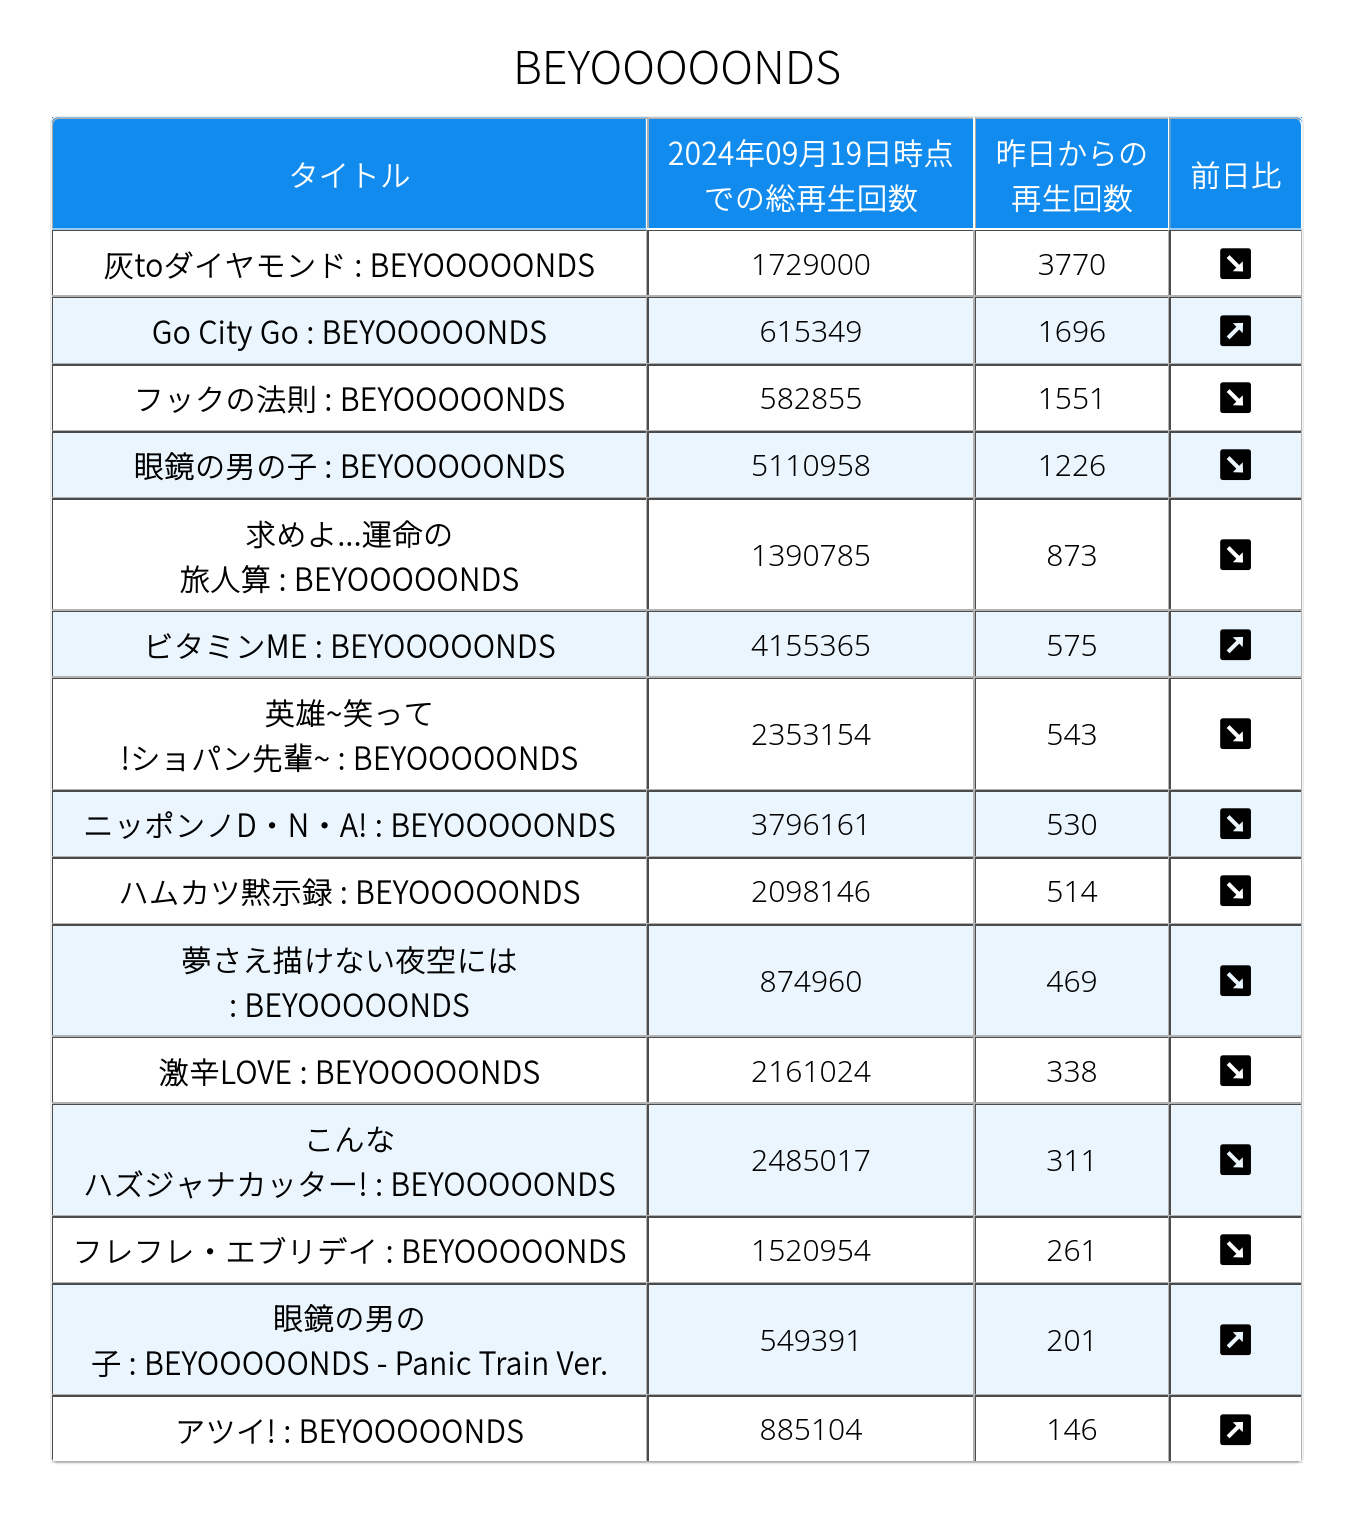 BEYOOOOONDS
タイトル
2024年09月19日時点
での総再生回数
昨日からの
再生回数
前日比
灰toダイヤモンド : BEYOOOOONDS 1729000 3770
Go City Go : BEYOOOOONDS 615349 1696
フックの法則 : BEYOOOOONDS 582855 1551
眼鏡の男の子 : BEYOOOOONDS 5110958 1226
求めよ...運命の
旅人算 : BEYOOOOONDS 1390785 873
ビタミンME : BEYOOOOONDS 4155365 575
英雄~笑って
!ショパン先輩~ : BEYOOOOONDS 2353154 543
ニッポンノD・N・A! : BEYOOOOONDS 3796161 530
ハムカツ黙示録 : BEYOOOOONDS 2098146 514
夢さえ描けない夜空には
: BEYOOOOONDS 874960 469
激辛LOVE : BEYOOOOONDS 2161024 338
こんな
ハズジャナカッター! : BEYOOOOONDS 2485017 311
フレフレ・エブリデイ : BEYOOOOONDS 1520954 261
眼鏡の男の
子 : BEYOOOOONDS - Panic Train Ver. 549391 201
アツイ! : BEYOOOOONDS 885104 146